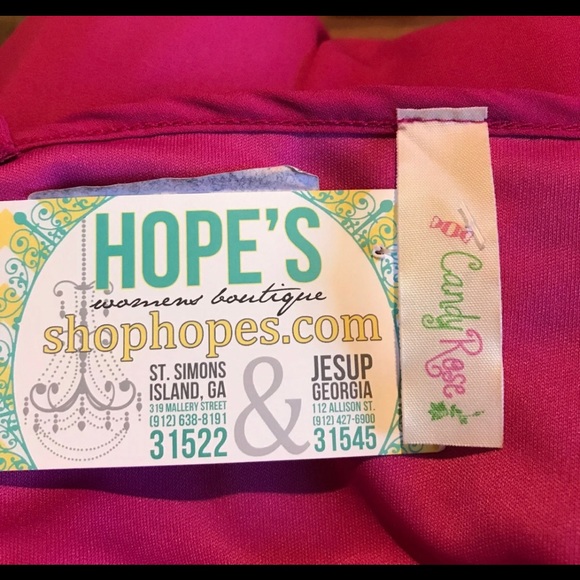 HOPE'S
womens boutique
shophopes.com
ST. SIMONS
ISLAND, GA
319 MALLERY STREET
(912) 638-8191
31522
&
JESUP
GEORGIA
112 ALLISON ST.
(912) 427-6900
31545
Candy Rose